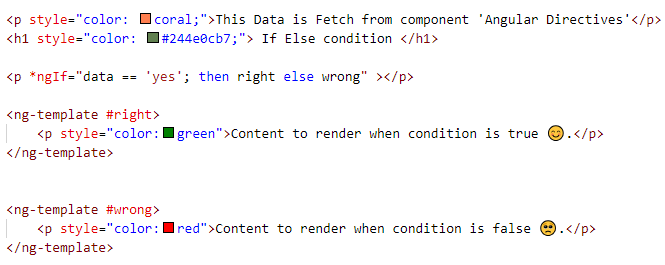 <p style="color: coral;">This Data is Fetch from component 'Angular Directives'</p>
<h1 style="color: #244e0cb7;"> If Else condition </h1>
<p *ngIf="data == 'yes'; then right else wrong" ></p>
<ng-template #right>
<p style="color:green">Content to render when condition is true 😊.</p>
</ng-template>
<ng-template #wrong>
<p style="color:red">Content to render when condition is false 🥺.</p>
</ng-template>